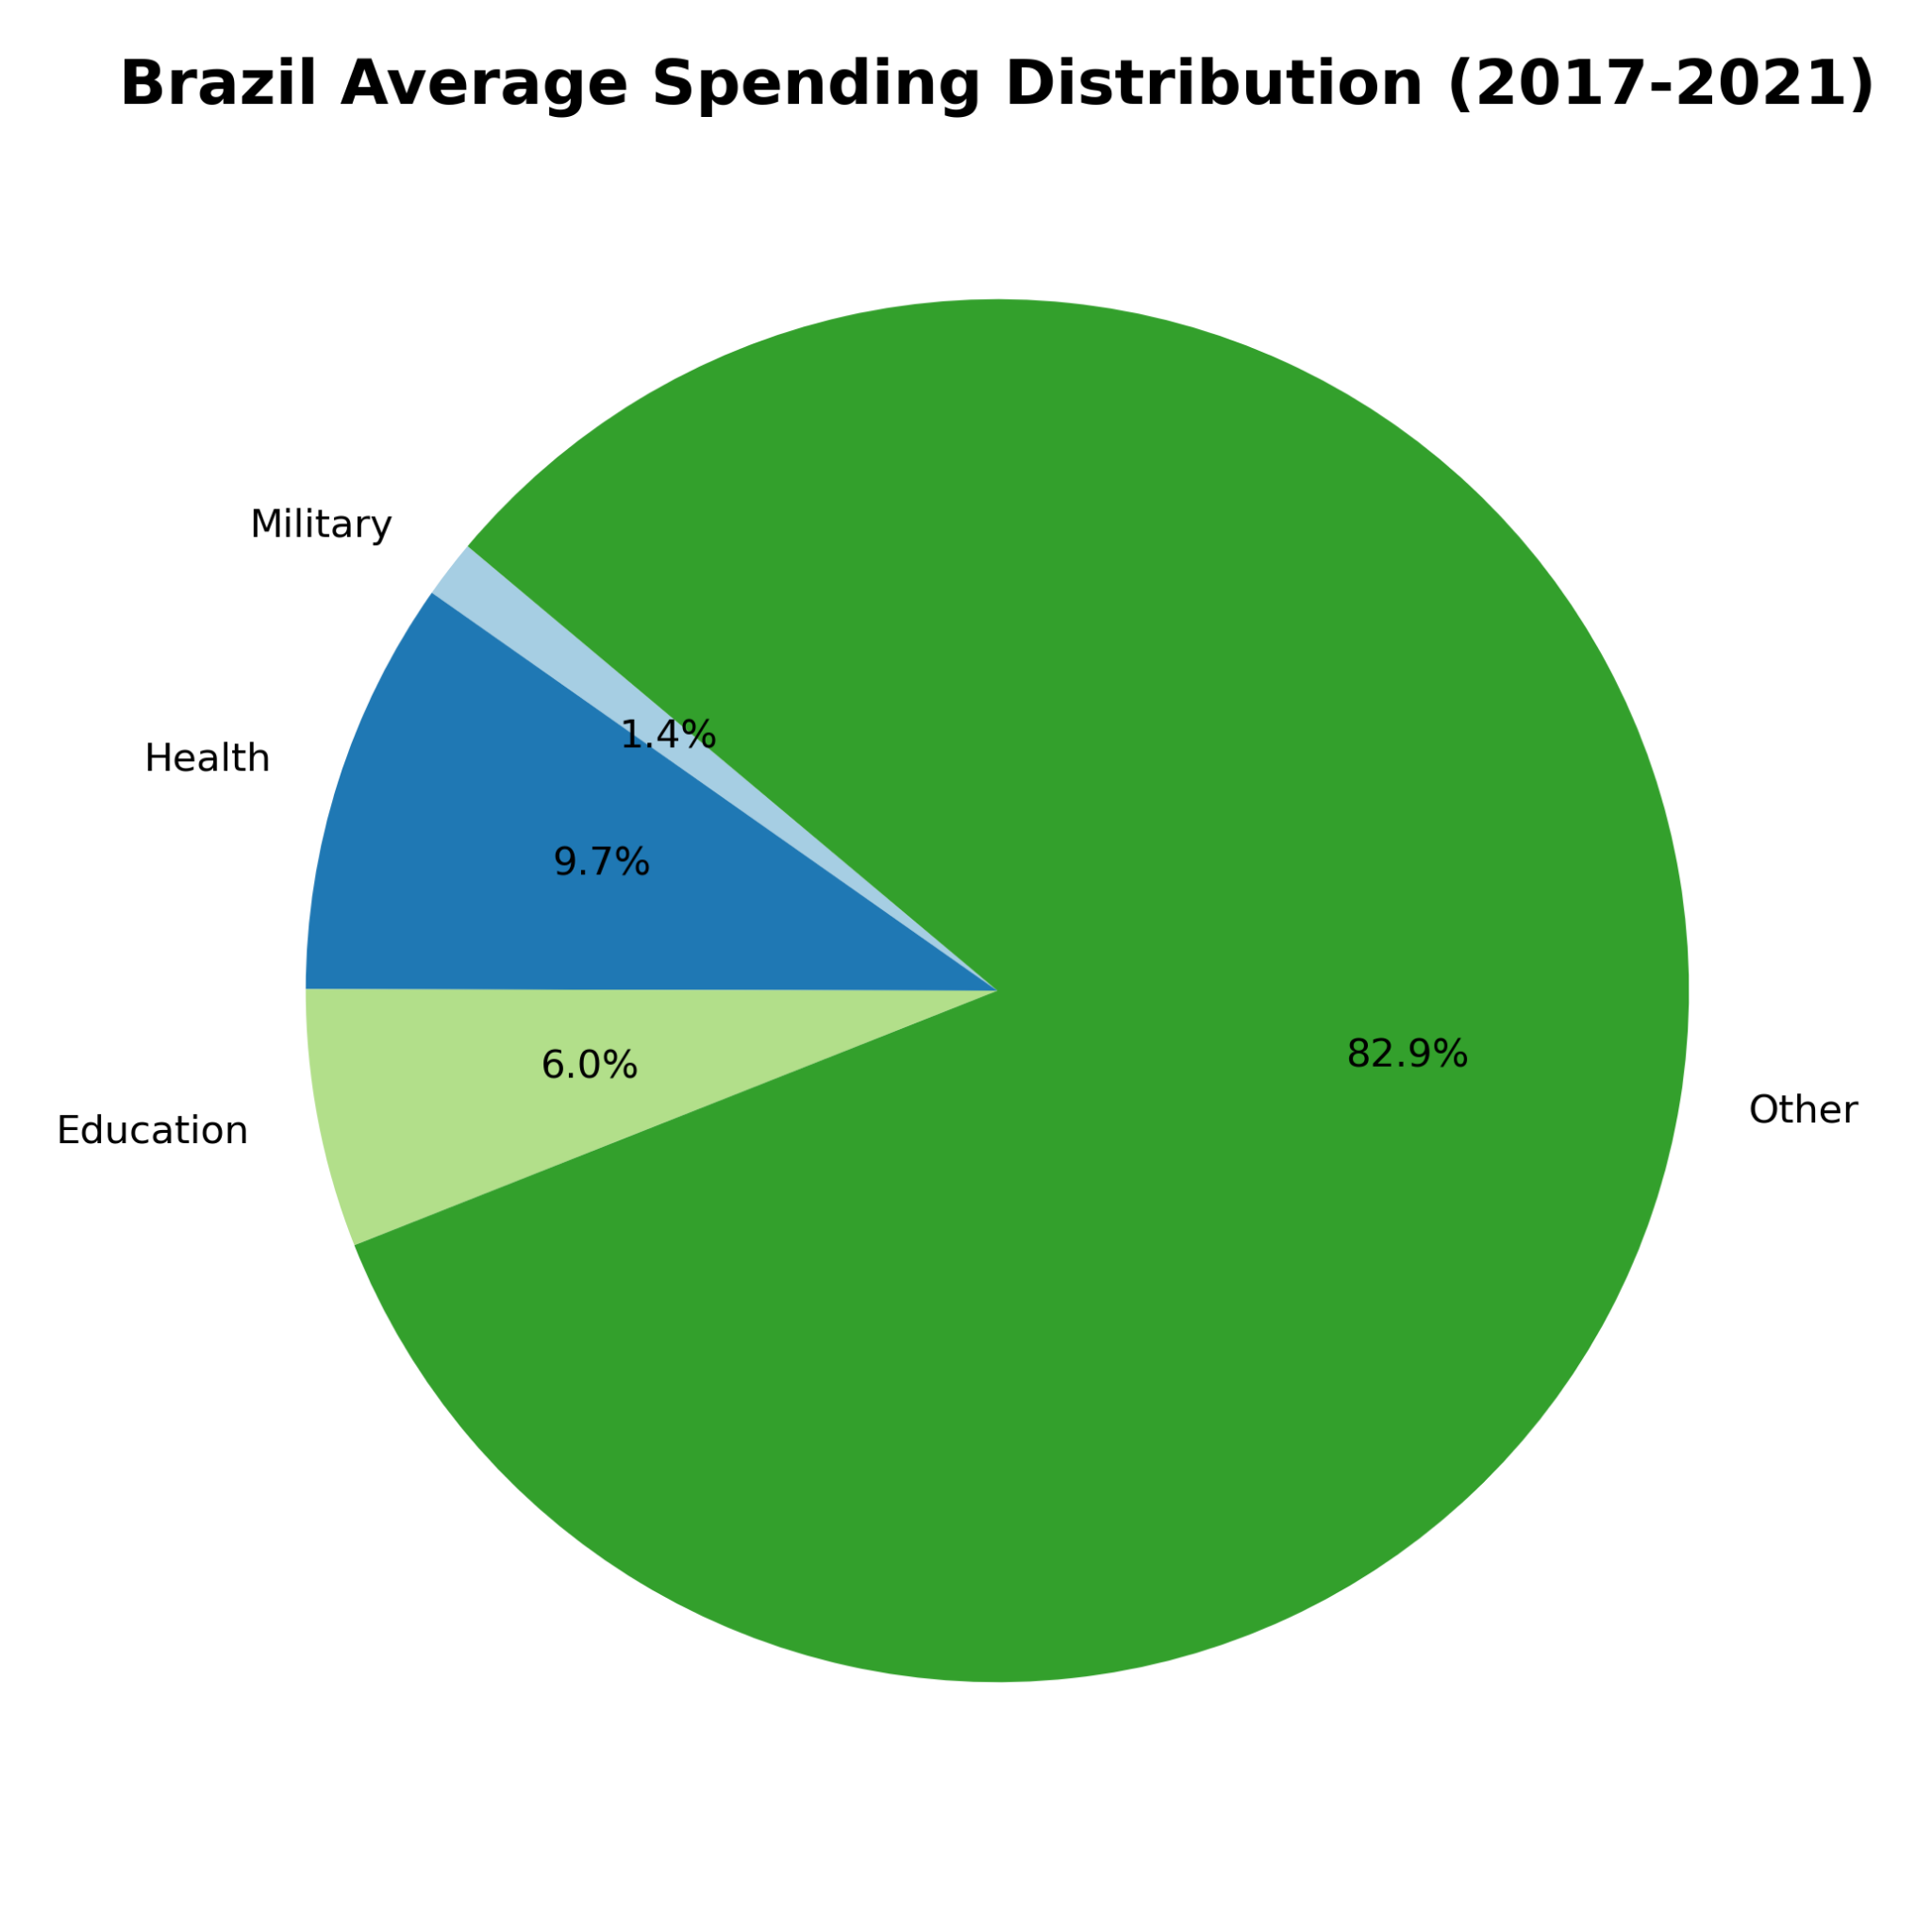 Brazil Average Spending Distribution (2017-2021)
Military
1.4%
Health
9.7%
Education
6.0%
82.9%
Other